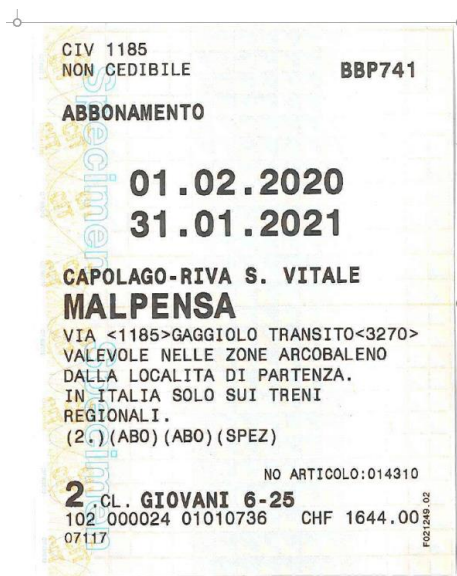 CIV 1185
NON CEDIBILE BBP741
ABBONAMENTO
01.02.2020
31.01.2021
CAPOLAGO-RIVA S. VITALE
MALPENSA
VIA <1185>GAGGIOLO TRANSITO<3270>
VALEVOLE NELLE ZONE ARCOBALENO
DALLA LOCALITA DI PARTENZA.
IN ITALIA SOLO SUI TRENI
REGIONALI.
(2.)(ABO)(ABO)(SPEZ)
NO ARTICOLO:014310
2.CL. GIOVANI 6-25
102 000024 01010736 CHF 1644.00
07117
F021249.02
Specimen
Specimen